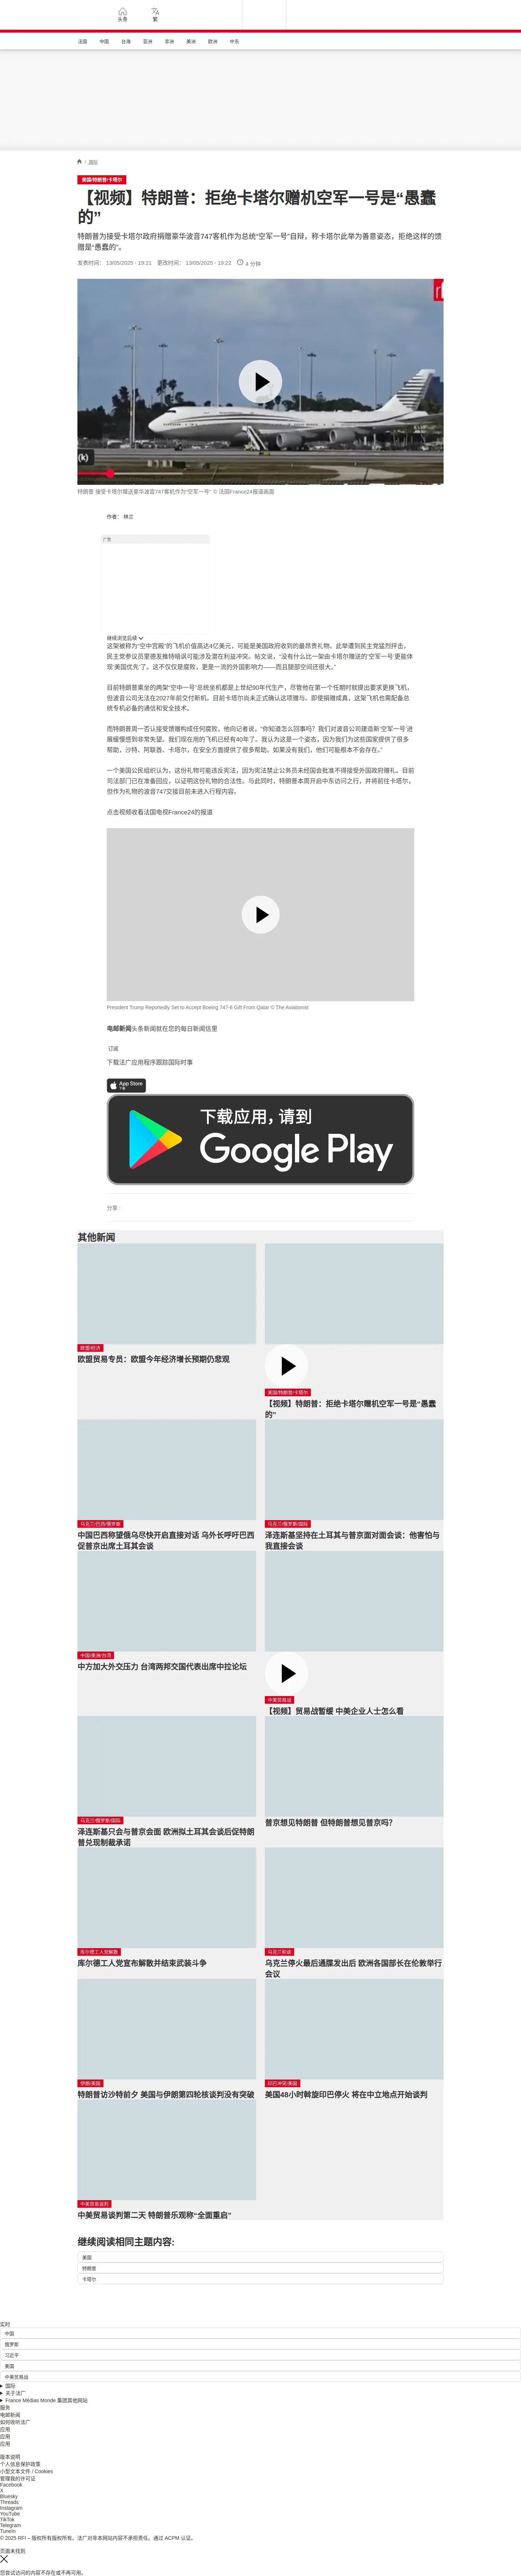 头条
繁
法国 中国 台海 亚洲 非洲 美洲 欧洲 中东
/ 国际
美国/特朗普/卡塔尔
【视频】特朗普：拒绝卡塔尔赠机空军一号是“愚蠢的”
特朗普为接受卡塔尔政府捐赠豪华波音747客机作为总统“空军一号”自辩，称卡塔尔此举为善意姿态，拒绝这样的馈赠是“愚蠢的”。
发表时间： 13/05/2025 - 19:21 更改时间： 13/05/2025 - 19:22 4 分钟
(k)
特朗普 接受卡塔尔赠送豪华波音747客机作为“空军一号” © 法国France24报道画面
作者： 林兰
广告
继续浏览后续
这架被称为“空中宫殿”的飞机价值高达4亿美元，可能是美国政府收到的最昂贵礼物。此举遭到民主党猛烈抨击，民主党参议员里德发推特暗讽可能涉及潜在利益冲突。帖文说，“没有什么比一架由卡塔尔赠送的‘空军一号’更能体现‘美国优先’了。这不仅仅是腐败，更是一流的外国影响力——而且腿部空间还很大。”
目前特朗普乘坐的两架“空中一号”总统坐机都是上世纪90年代生产，尽管他在第一个任期时就提出要求更换飞机，但波音公司无法在2027年前交付新机。目前卡塔尔尚未正式确认这项赠与。即使捐赠成真，这架飞机也需配备总统专机必备的通信和安全技术。
而特朗普周一否认接受馈赠构成任何腐败。他向记者说，“你知道怎么回事吗？我们对波音公司建造新‘空军一号’进展缓慢感到非常失望。我们现在用的飞机已经有40年了。我认为这是一个姿态，因为我们为这些国家提供了很多帮助，沙特、阿联酋、卡塔尔，在安全方面提供了很多帮助。如果没有我们，他们可能根本不会存在。”
一个美国公民组织认为，这份礼物可能违反宪法，因为宪法禁止公务员未经国会批准不得接受外国政府赠礼。目前司法部门已在准备回应，以证明这份礼物的合法性。与此同时，特朗普本周开启中东访问之行，并将前往卡塔尔，但作为礼物的波音747交接目前未进入行程内容。
点击视频收看法国电视France24的报道
President Trump Reportedly Set to Accept Boeing 747-8 Gift From Qatar © The Aviationist
电邮新闻头条新闻就在您的每日新闻信里
订阅
下载法广应用程序跟踪国际时事
App Store
下载
下载应用，请到
Google Play
分享 :
其他新闻
欧盟/经济
欧盟贸易专员：欧盟今年经济增长预期仍悲观
美国/特朗普/卡塔尔
【视频】特朗普：拒绝卡塔尔赠机空军一号是“愚蠢的”
乌克兰/巴西/俄罗斯
中国巴西称望俄乌尽快开启直接对话 乌外长呼吁巴西促普京出席土耳其会谈
乌克兰/俄罗斯/国际
泽连斯基坚持在土耳其与普京面对面会谈：他害怕与我直接会谈
中国/美洲/台湾
中方加大外交压力 台湾两邦交国代表出席中拉论坛
中美贸易战
【视频】贸易战暂缓 中美企业人士怎么看
乌克兰/俄罗斯/国际
泽连斯基只会与普京会面 欧洲拟土耳其会谈后促特朗普兑现制裁承诺
普京想见特朗普 但特朗普想见普京吗？
库尔德工人党解散
库尔德工人党宣布解散并结束武装斗争
乌克兰和谈
乌克兰停火最后通牒发出后 欧洲各国部长在伦敦举行会议
伊朗/美国
特朗普访沙特前夕 美国与伊朗第四轮核谈判没有突破
印巴冲突/美国
美国48小时斡旋印巴停火 将在中立地点开始谈判
中美贸易谈判
中美贸易谈判第二天 特朗普乐观称“全面重启”
继续阅读相同主题内容:
美国
特朗普
卡塔尔
实时
中国
俄罗斯
习近平
美国
中美贸易战
国际
关于法广
France Médias Monde 集团其他网站
服务
电邮新闻
如何收听法广
应用
应用
应用
版本说明
个人信息保护政策
小型文本文件 / Cookies
管理我的许可证
Facebook
X
Bluesky
Threads
Instagram
YouTube
TikTok
Telegram
TuneIn
© 2025 RFI – 版权所有版权所有。法广对非本网站内容不承担责任。通过 ACPM 认证。
页面未找到
您尝试访问的内容不存在或不再可用。